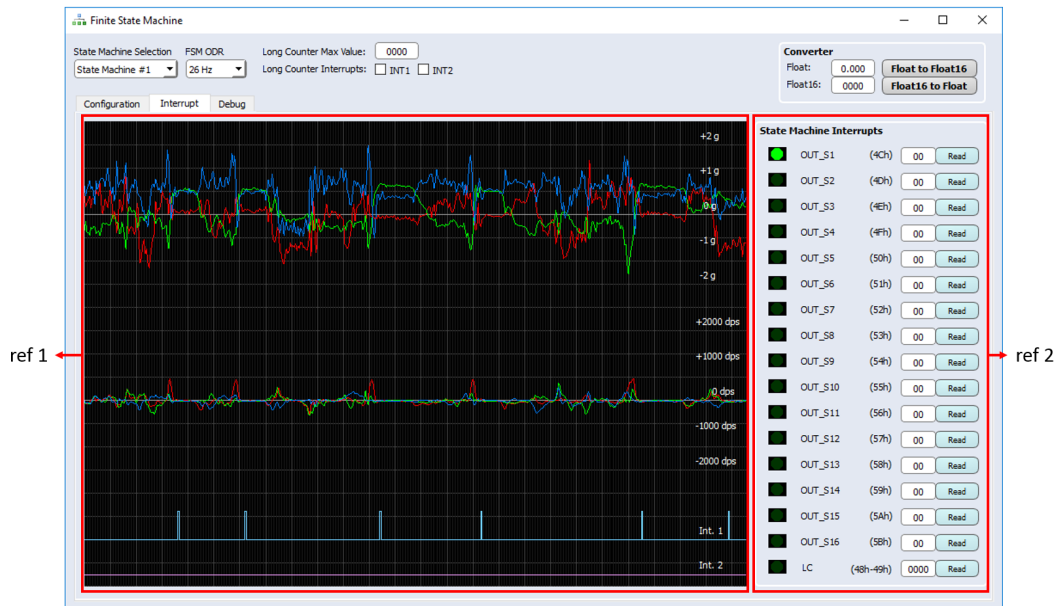 Finite State Machine
State Machine Selection FSM ODR Long Counter Max Value: 0000
State Machine #1 26 Hz Long Counter Interrupts: INT1 INT2
Converter
Float: 0.000 Float to Float16
Float16: 0000 Float16 to Float
Configuration Interrupt Debug
+2 g
+1 g
0 g
-1 g
-2 g
+2000 dps
+1000 dps
0 dps
-1000 dps
-2000 dps
Int. 1
Int. 2
State Machine Interrupts
OUT_S1 (4Ch) 00 Read
OUT_S2 (4Dh) 00 Read
OUT_S3 (4Eh) 00 Read
OUT_S4 (4Fh) 00 Read
OUT_S5 (50h) 00 Read
OUT_S6 (51h) 00 Read
OUT_S7 (52h) 00 Read
OUT_S8 (53h) 00 Read
OUT_S9 (54h) 00 Read
OUT_S10 (55h) 00 Read
OUT_S11 (56h) 00 Read
OUT_S12 (57h) 00 Read
OUT_S13 (58h) 00 Read
OUT_S14 (59h) 00 Read
OUT_S15 (5Ah) 00 Read
OUT_S16 (5Bh) 00 Read
LC (48h-49h) 0000 Read
ref 1
ref 2